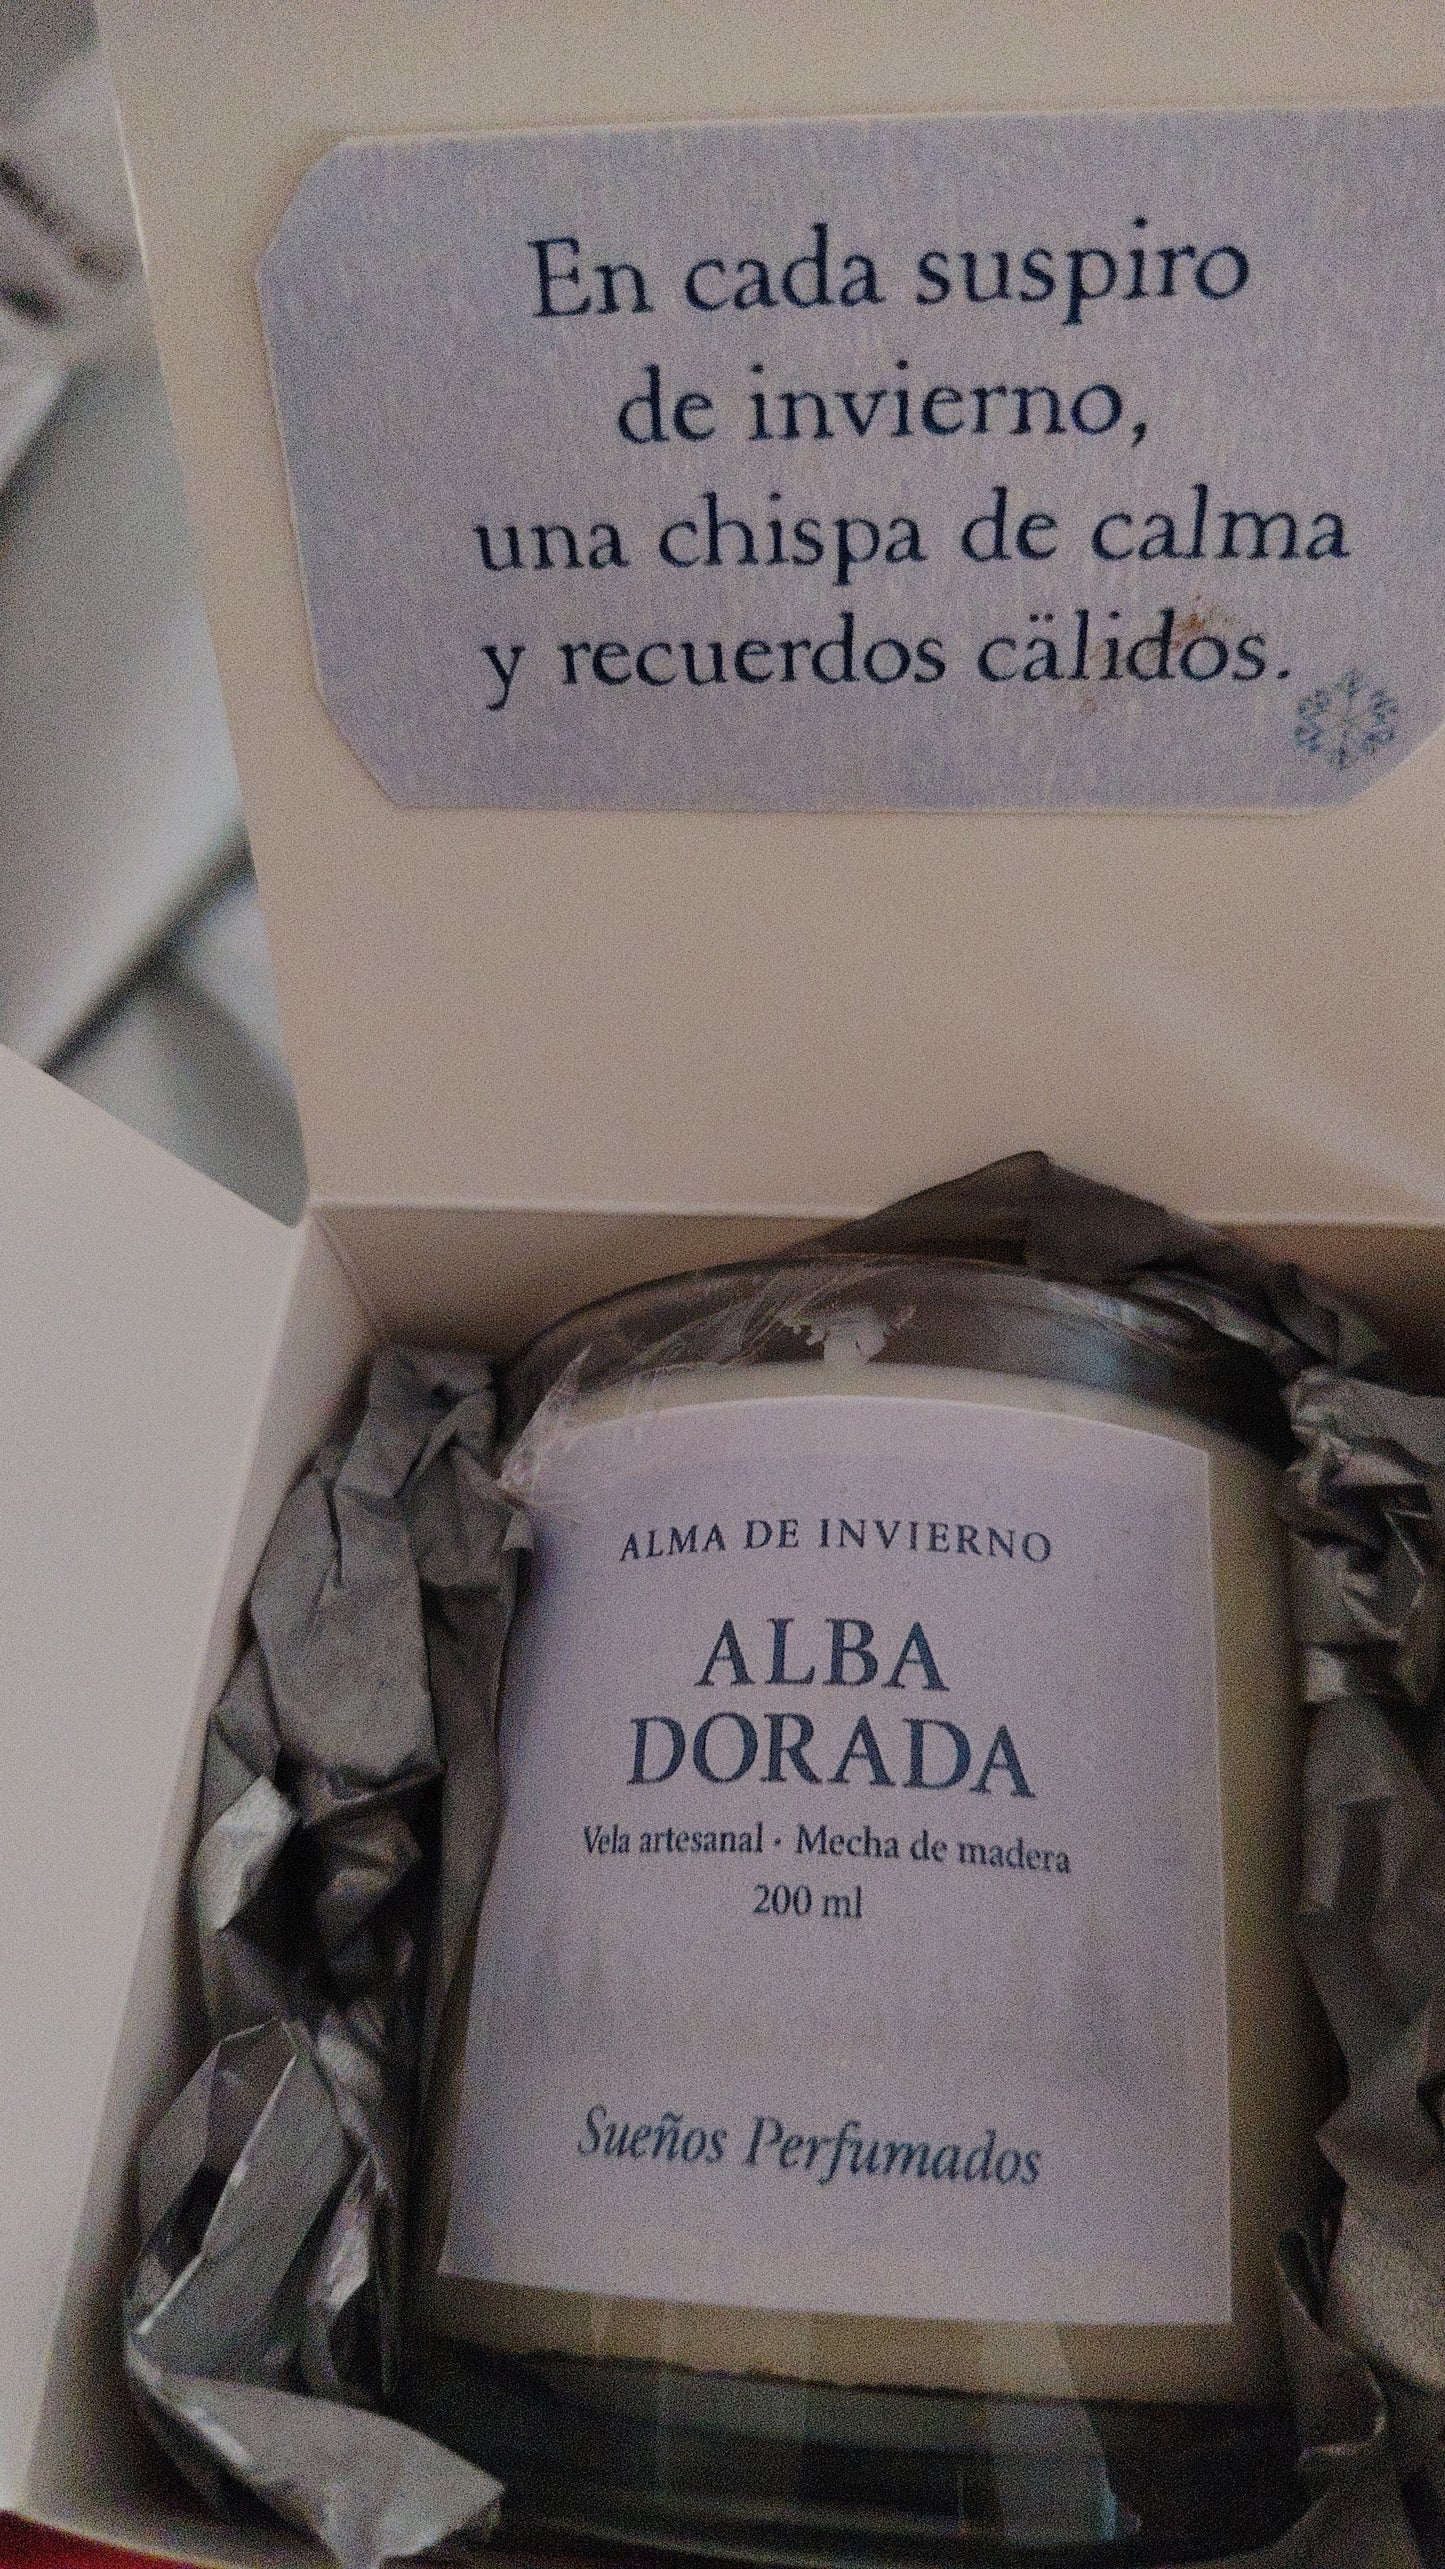 En cada suspiro
de invierno,
una chispa de calma
y recuerdos cälidos.
ALMA DE INVIERNO
ALBA
DORADA
Vela artesanal · Mecha de madera
200 ml
Sueños Perfumados